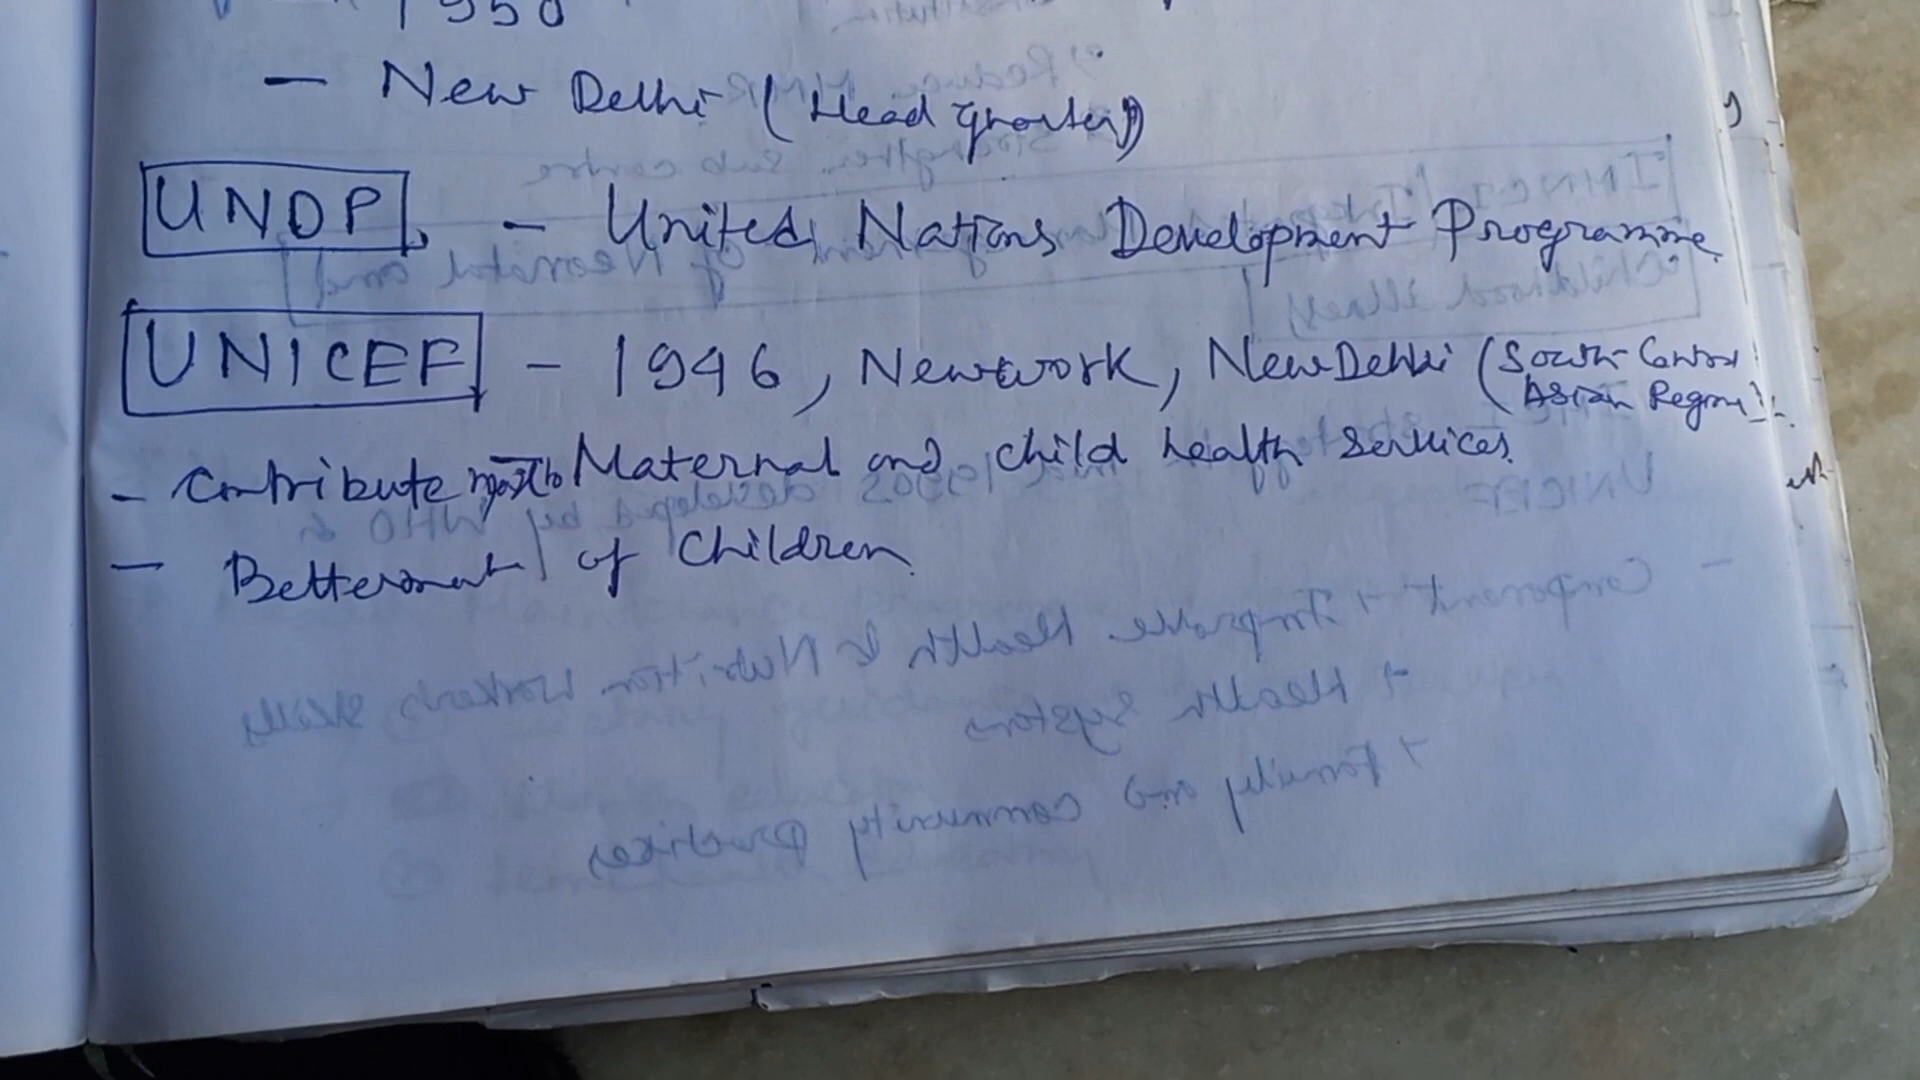 1950
- New Delhi (Head quarter)
UNDP, - United Nations Development Programme
UNICEF - 1946, Newwork, New Delhi (South Central
Asian Region)
- Contribute Maternal and child health services
- Betterment of Children